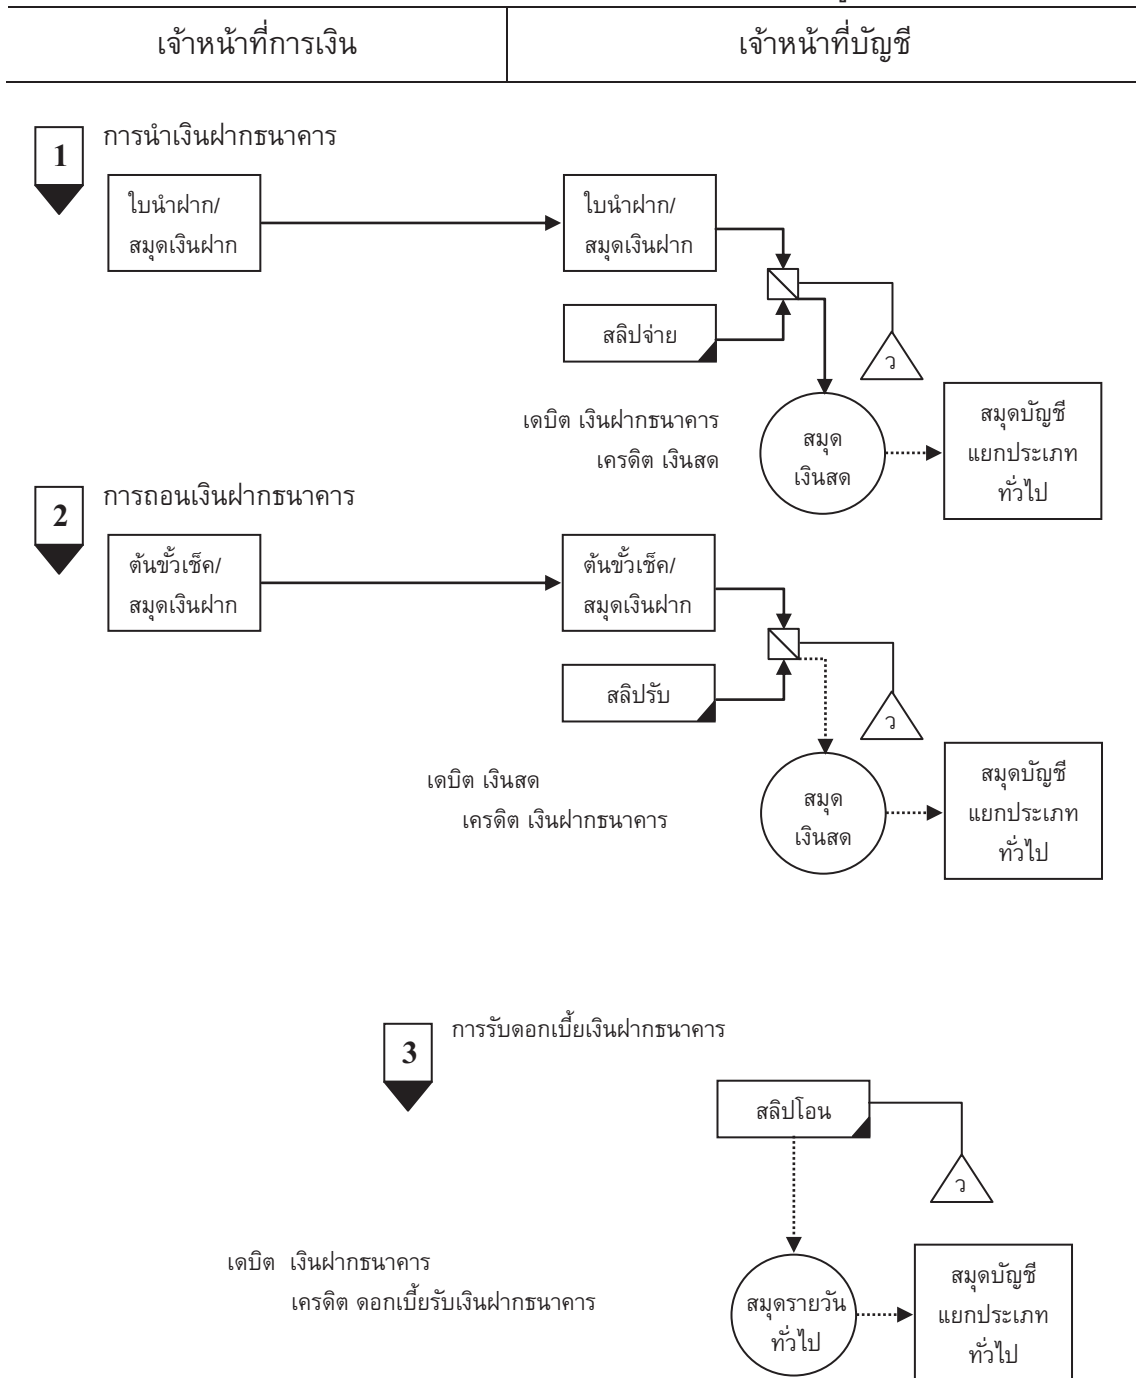 เจ้าหน้าที่การเงิน
เจ้าหน้าที่บัญชี
1
การนำเงินฝากธนาคาร
ใบนำฝาก/
สมุดเงินฝาก
ใบนำฝาก/
สมุดเงินฝาก
สลิปจ่าย
ว
เดบิต เงินฝากธนาคาร
เครดิต เงินสด
สมุด
เงินสด
สมุดบัญชี
แยกประเภท
ทั่วไป
2
การถอนเงินฝากธนาคาร
ต้นขั้วเช็ค/
สมุดเงินฝาก
ต้นขั้วเช็ค/
สมุดเงินฝาก
สลิปรับ
ว
เดบิต เงินสด
เครดิต เงินฝากธนาคาร
สมุด
เงินสด
สมุดบัญชี
แยกประเภท
ทั่วไป
3
การรับดอกเบี้ยเงินฝากธนาคาร
สลิปโอน
ว
เดบิต เงินฝากธนาคาร
เครดิต ดอกเบี้ยรับเงินฝากธนาคาร
สมุดรายวัน
ทั่วไป
สมุดบัญชี
แยกประเภท
ทั่วไป